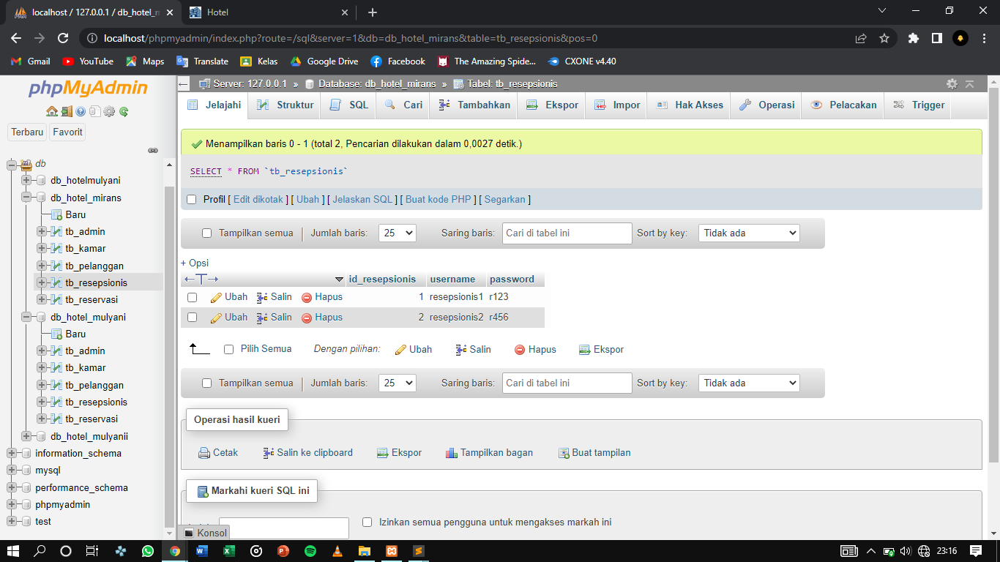 localhost / 127.0.0.1 / db_hotel_m
Hotel
localhost/phpmyadmin/index.php?route=/sql&server=1&db=db_hotel_mirans&table=tb_resepsionis&pos=0
Gmail YouTube Maps Translate Kelas Google Drive Facebook The Amazing Spide... CXONE v4.40
phpMyAdmin
Terbaru Favorit
db
db_hotelmulyani
db_hotel_mirans
Baru
tb_admin
tb_kamar
tb_pelanggan
tb_resepsionis
tb_reservasi
db_hotel_mulyani
Baru
tb_admin
tb_kamar
tb_pelanggan
tb_resepsionis
tb_reservasi
db_hotel_mulyanii
information_schema
mysql
performance_schema
phpmyadmin
test
Server: 127.0.0.1 » Database: db_hotel_mirans » Tabel: tb_resepsionis
Jelajahi Struktur SQL Cari Tambahkan Ekspor Impor Hak Akses Operasi Pelacakan Trigger
Menampilkan baris 0 - 1 (total 2, Pencarian dilakukan dalam 0,0027 detik.)
SELECT * FROM `tb_resepsionis`
Profil [ Edit dikotak ] [ Ubah ] [ Jelaskan SQL ] [ Buat kode PHP ] [ Segarkan ]
Tampilkan semua | Jumlah baris: 25 Saring baris: Cari di tabel ini Sort by key: Tidak ada
+ Opsi
←T→ id_resepsionis username password
Ubah Salin Hapus 1 resepsionis1 r123
Ubah Salin Hapus 2 resepsionis2 r456
Pilih Semua Dengan pilihan: Ubah Salin Hapus Ekspor
Tampilkan semua | Jumlah baris: 25 Saring baris: Cari di tabel ini Sort by key: Tidak ada
Operasi hasil kueri
Cetak Salin ke clipboard Ekspor Tampilkan bagan Buat tampilan
Markahi kueri SQL ini
Izinkan semua pengguna untuk mengakses markah ini
Konsol
23:16